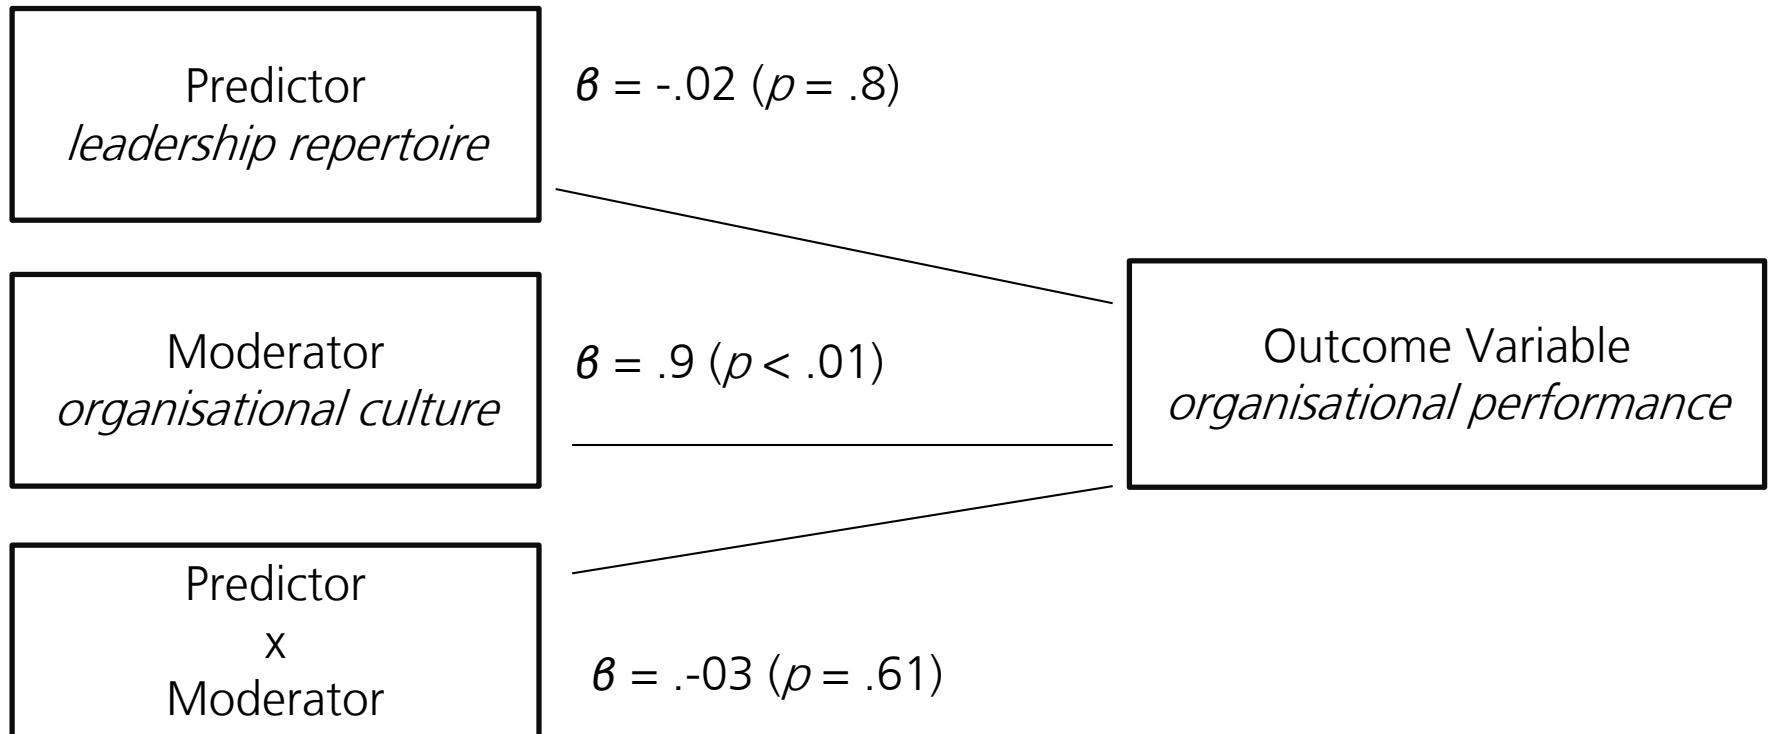 Predictor
leadership repertoire
β = -.02 (p = .8)
Moderator
organisational culture
β = .9 (p < .01)
Outcome Variable
organisational performance
Predictor
x
Moderator
β = .-03 (p = .61)